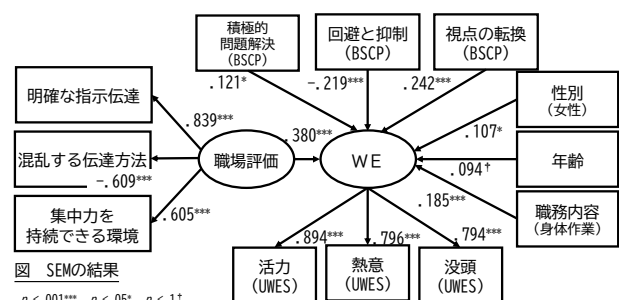 積極的
問題解決
(BSCP)
回避と抑制
(BSCP)
視点の転換
(BSCP)
.121*
-.219***
.242***
明確な指示伝達
性別
(女性)
.839***
.380***
.107*
混乱する伝達方法
職場評価
WE
年齢
-.609***
.094†
集中力を
持続できる環境
.605***
.185***
職務内容
(身体作業)
.894***
.796***
.794***
図 SEMの結果
活力
(UWES)
熱意
(UWES)
没頭
(UWES)
p<.001*** p<.05* p<.1†